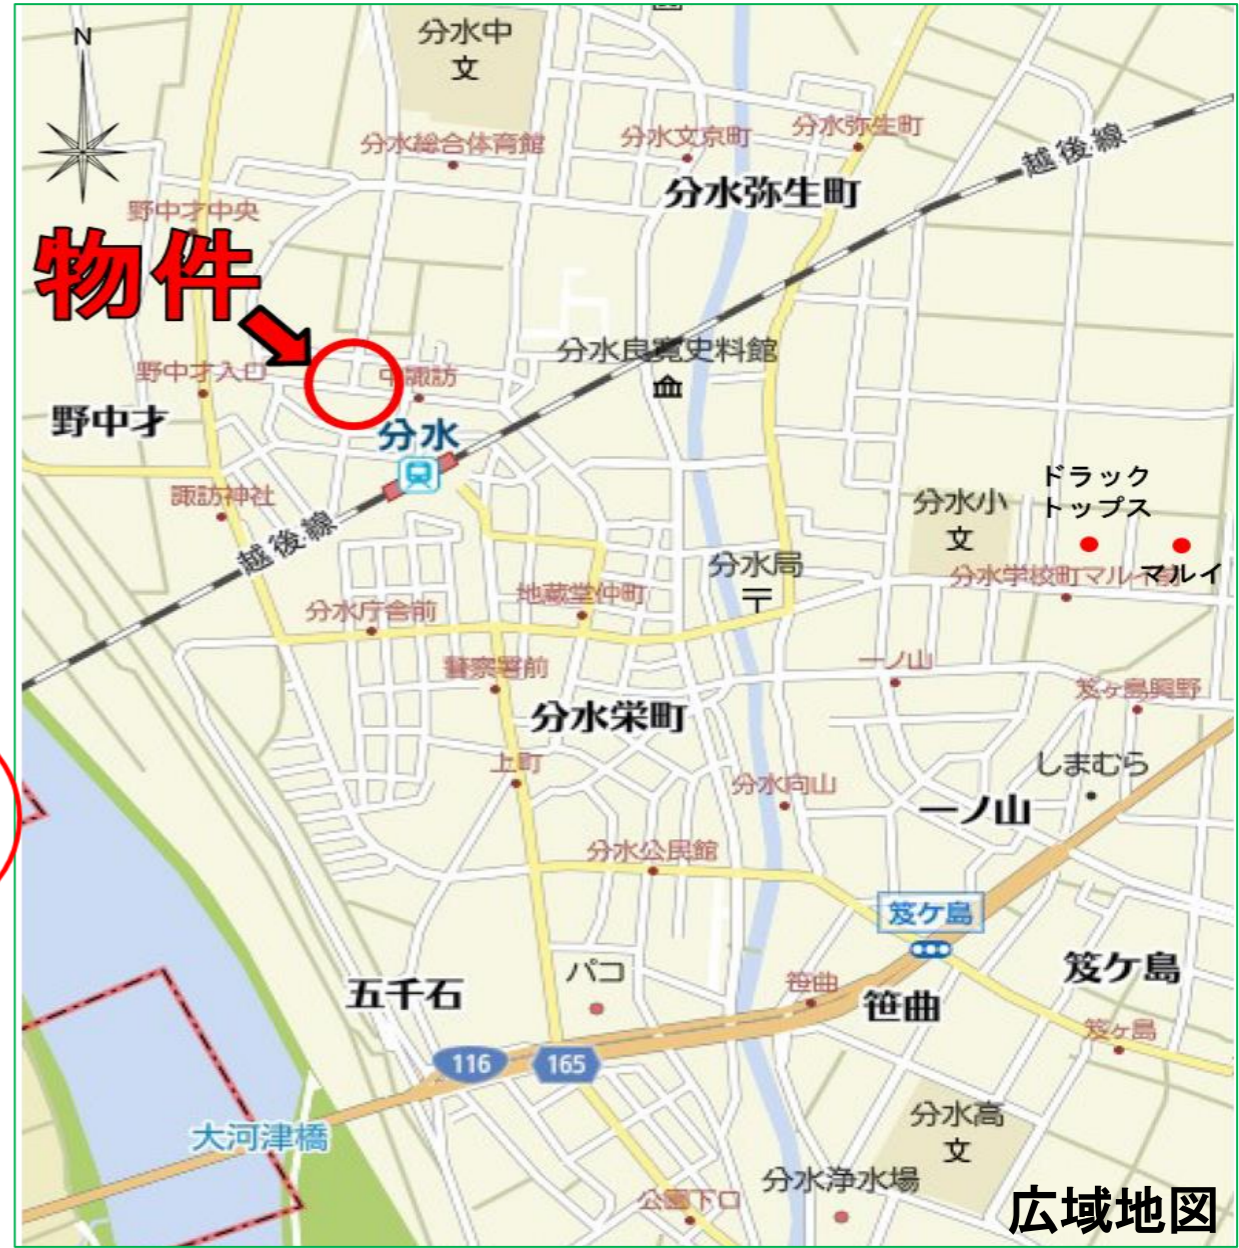 分水中
文
N
分水総合体育館
分水文京町
分水弥生町
越後線
分水弥生町
野中才中央
物件
分水良寛史料館
野中才入口
中諏訪
野中才
分水
諏訪神社
越後線
ドラック
トップス
分水小
文
マルイ
分水局
〒
分水学校町マルイ前
地蔵堂仲町
分水庁舎前
警察署前
一ノ山
笈ヶ島興野
分水栄町
上町
しまむら
分水向山
一ノ山
分水公民館
笈ケ島
パコ
五千石
笹曲
笹曲
笈ケ島
笈ヶ島
116
165
大河津橋
分水高
文
分水浄水場
公園下口
広域地図